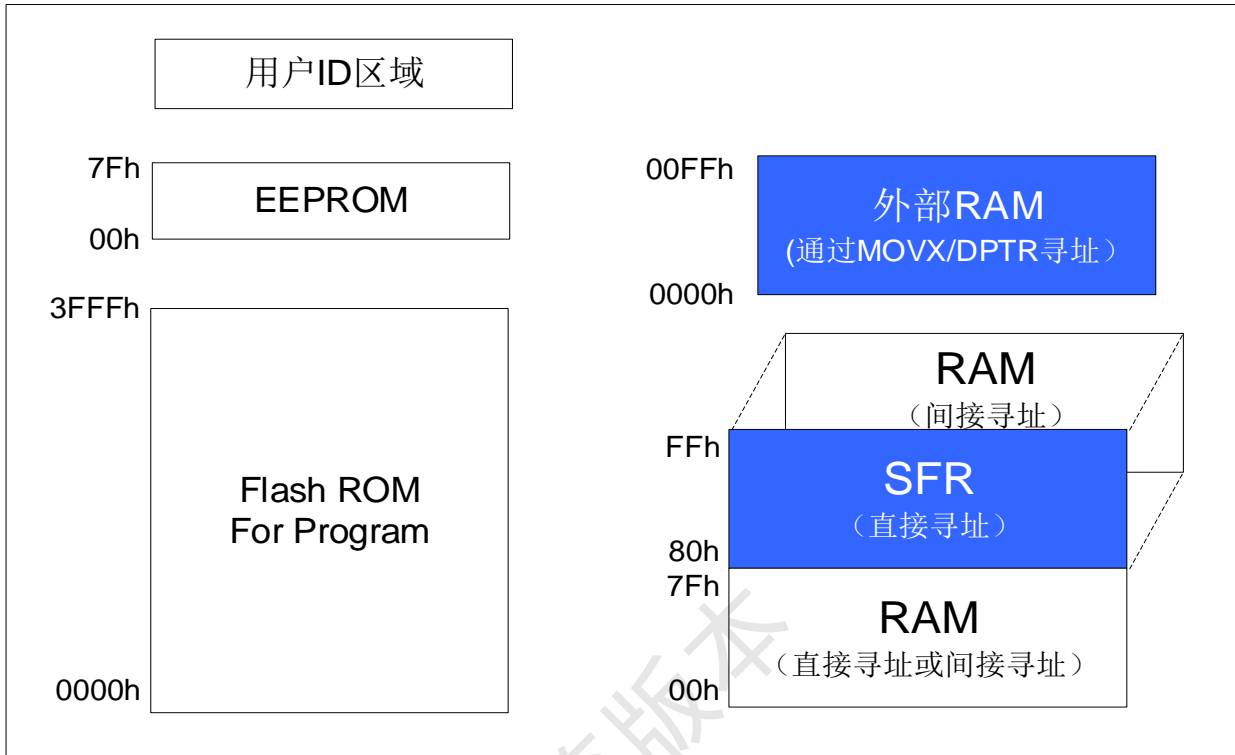 用户ID区域
7Fh
EEPROM
00h
3FFFh
Flash ROM
For Program
0000h
00FFh
外部RAM
(通过MOVX/DPTR寻址）
0000h
RAM
（间接寻址）
FFh
SFR
（直接寻址）
80h
7Fh
RAM
（直接寻址或间接寻址）
00h
版本